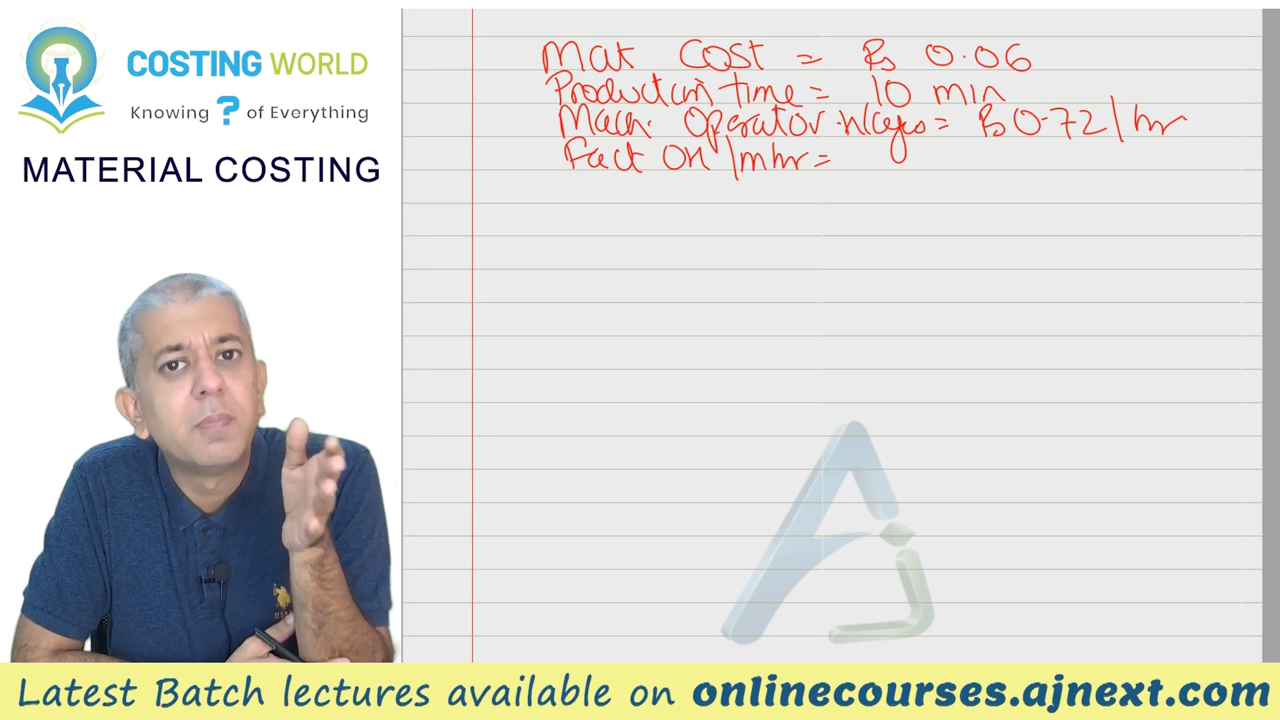 COSTING WORLD
Knowing ? of Everything
MATERIAL COSTING
Mat Cost = Rs 0.06
Production time = 10 min
Mach. Operator wages = Rs 0.72/hr
Fact OH/mhr =
Latest Batch lectures available on onlinecourses.ajnext.com